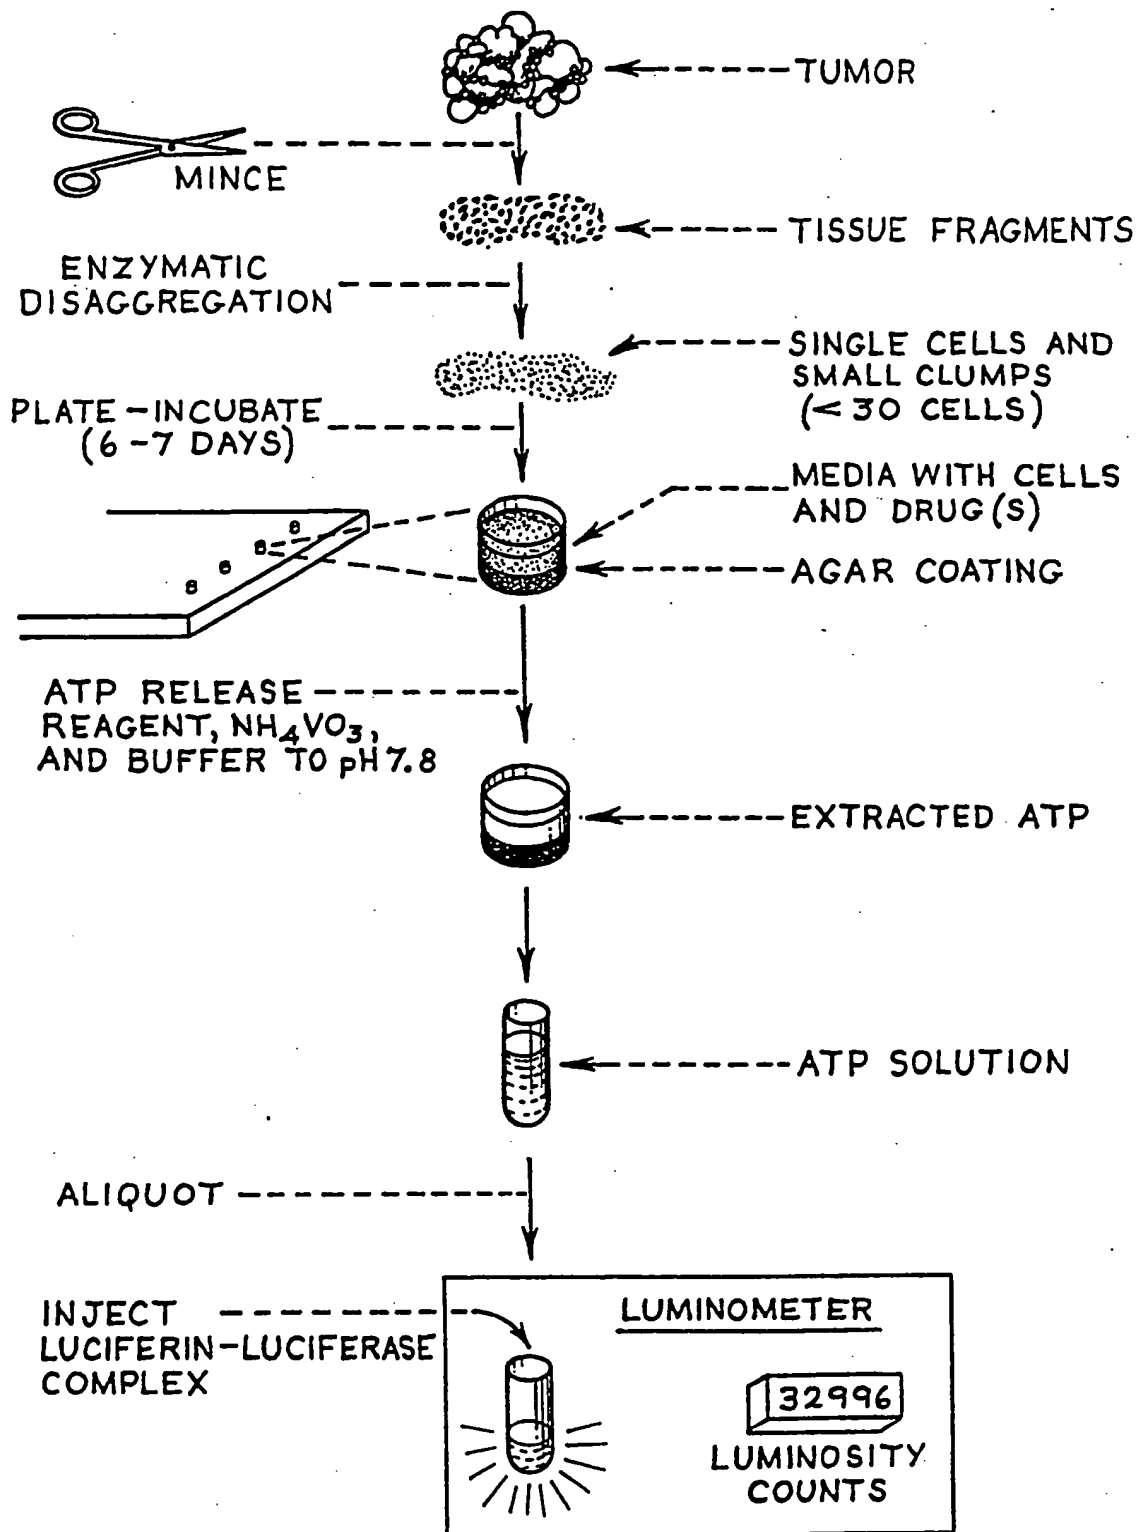 TUMOR
MINCE
TISSUE FRAGMENTS
ENZYMATIC
DISAGGREGATION
SINGLE CELLS AND
SMALL CLUMPS
(< 30 CELLS)
PLATE-INCUBATE
(6-7 DAYS)
MEDIA WITH CELLS
AND DRUG(S)
AGAR COATING
ATP RELEASE
REAGENT, NH₄VO₃,
AND BUFFER TO pH 7.8
EXTRACTED ATP
ATP SOLUTION
ALIQUOT
INJECT
LUCIFERIN-LUCIFERASE
COMPLEX
LUMINOMETER
32996
LUMINOSITY
COUNTS